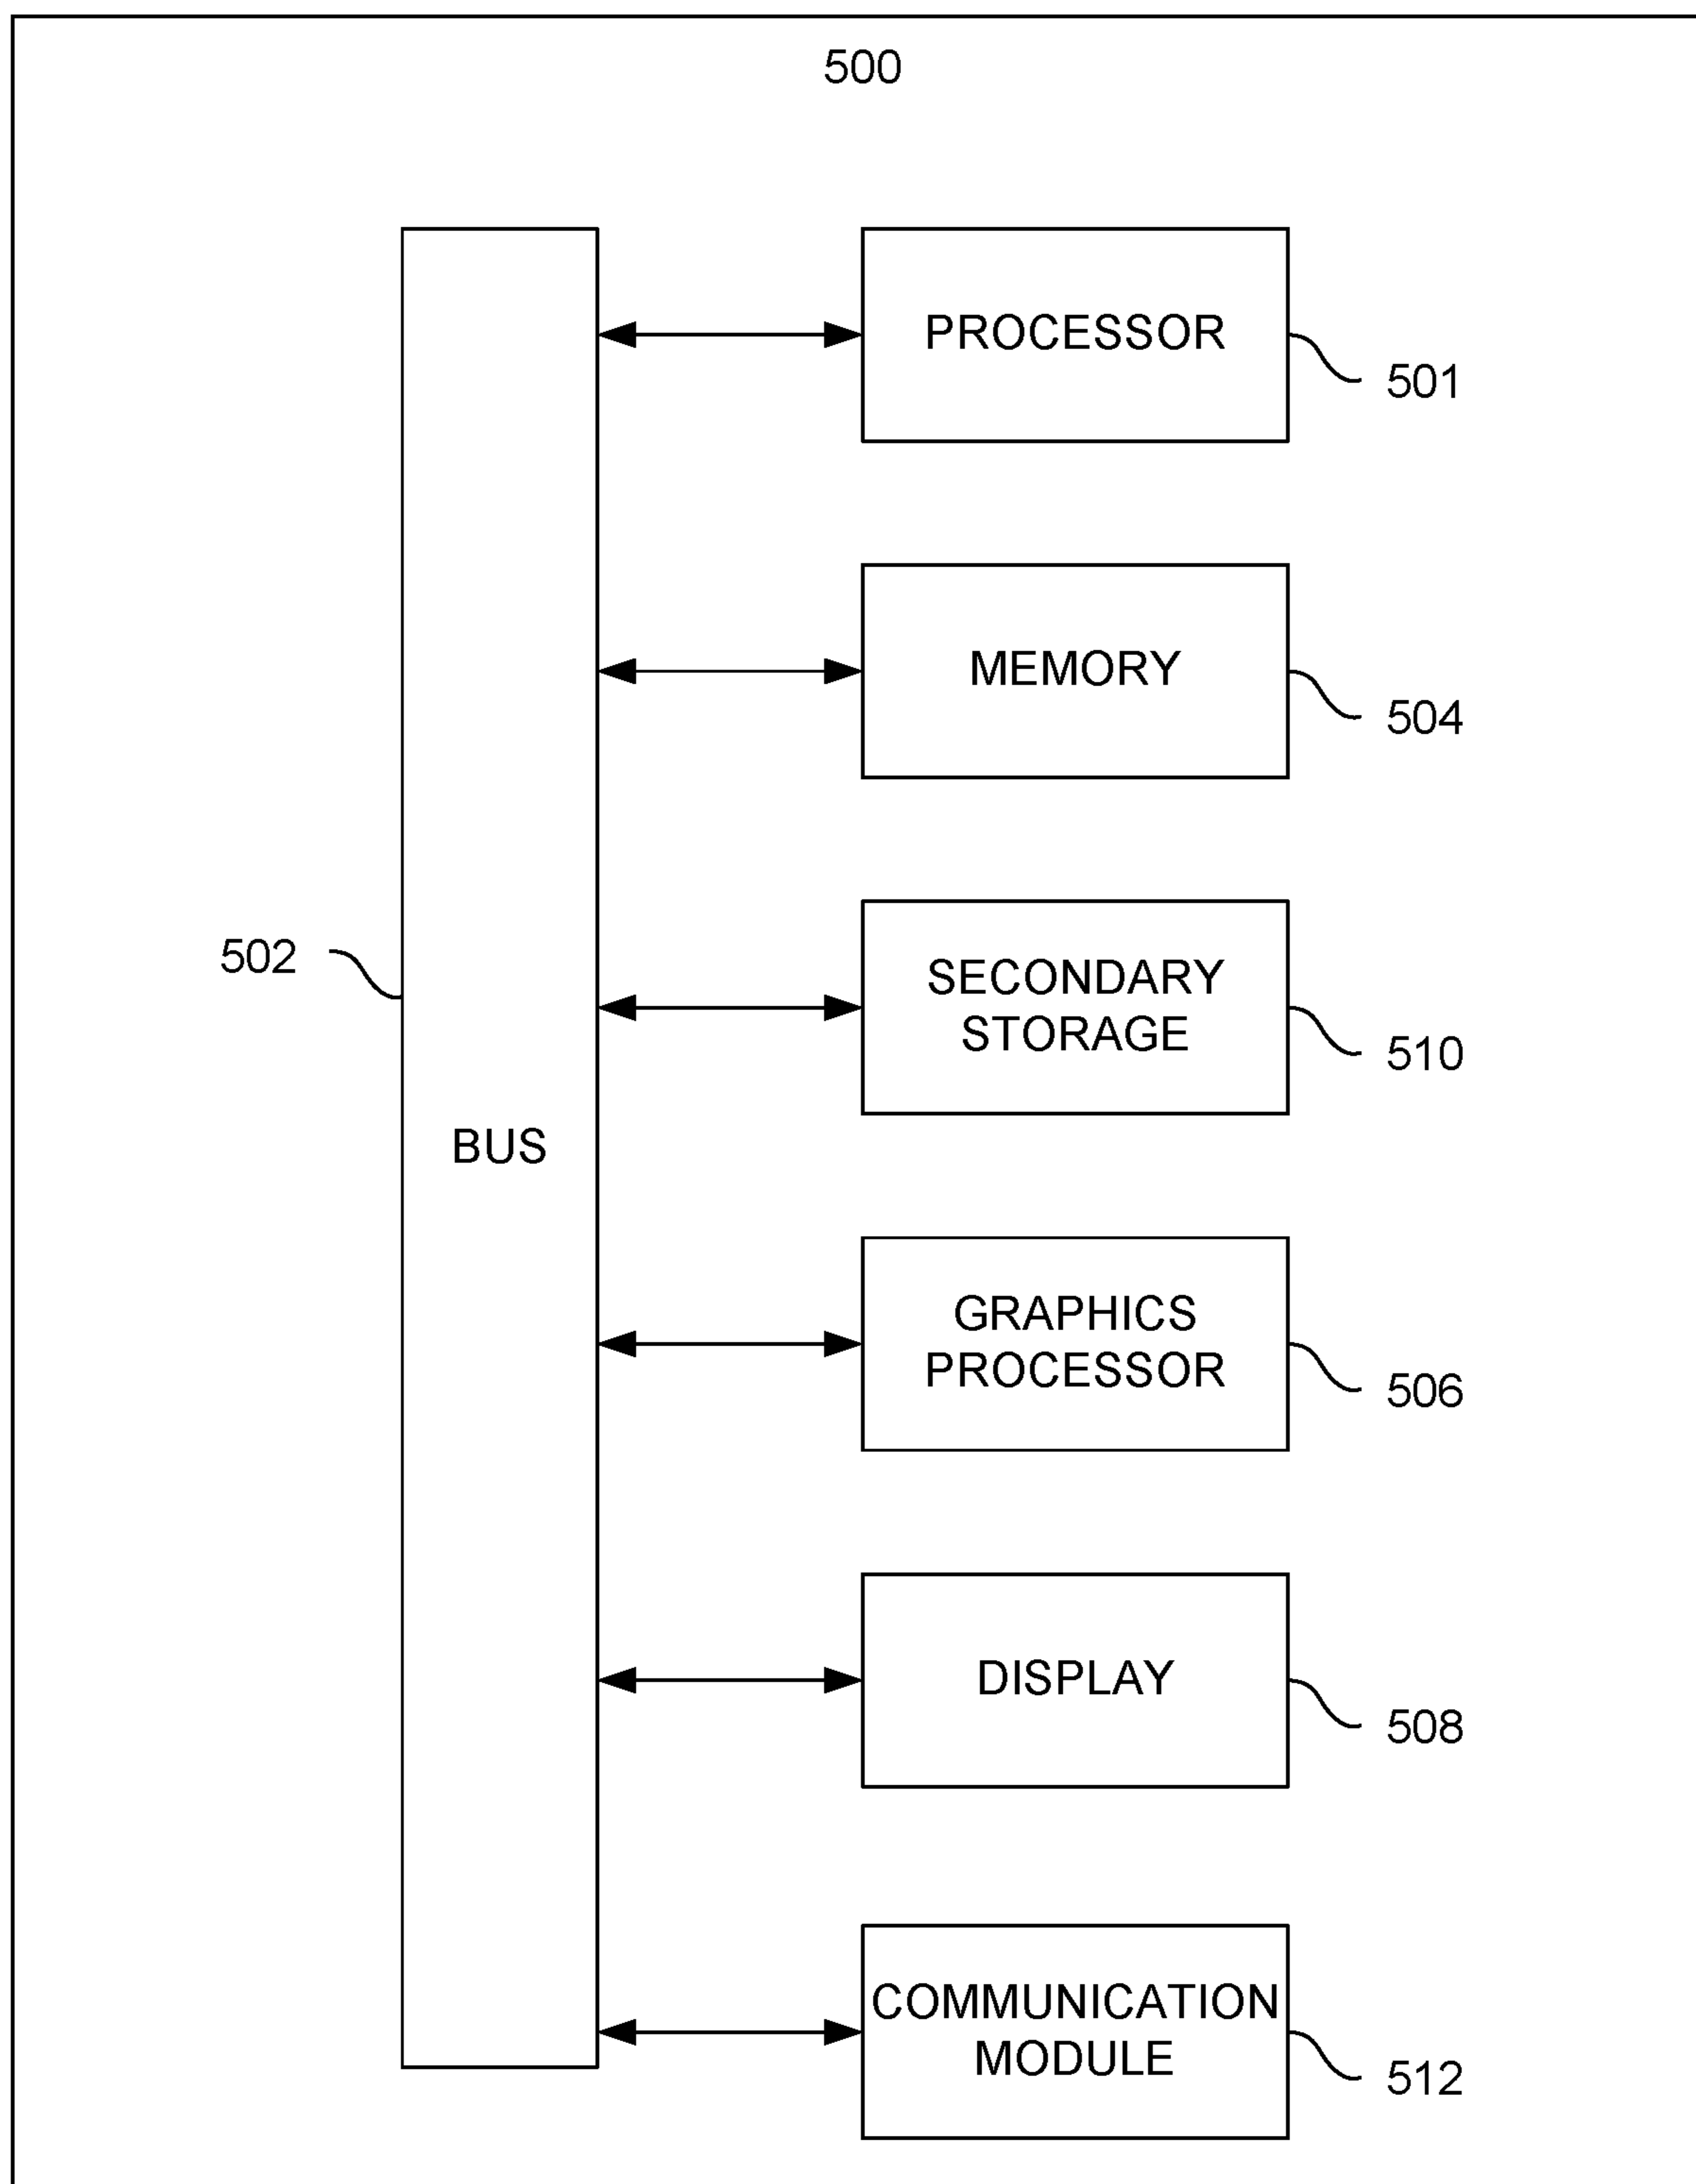 500
PROCESSOR
501
MEMORY
504
502
SECONDARY
STORAGE
510
BUS
GRAPHICS
PROCESSOR
506
DISPLAY
508
COMMUNICATION
MODULE
512